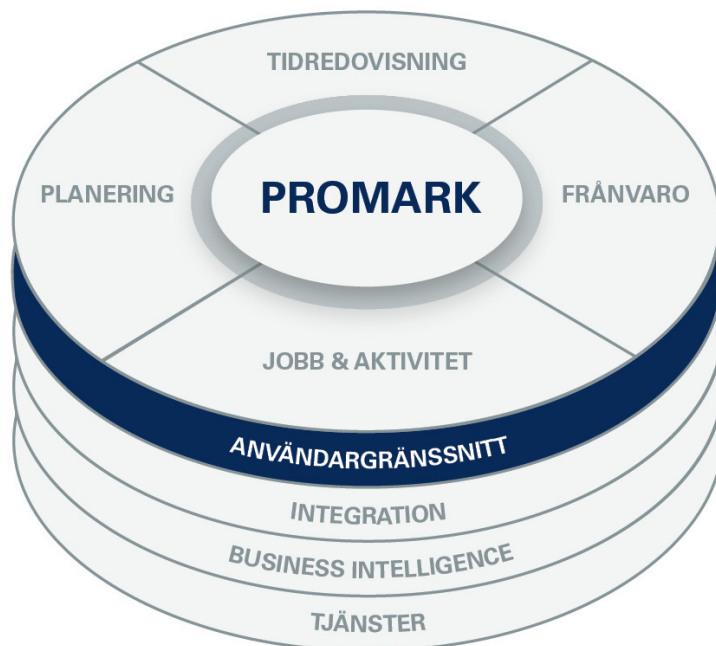 TIDREDOVISNING
PLANERING
PROMARK
FRÅNVARO
JOBB & AKTIVITET
ANVÄNDARGRÄNSSNITT
INTEGRATION
BUSINESS INTELLIGENCE
TJÄNSTER